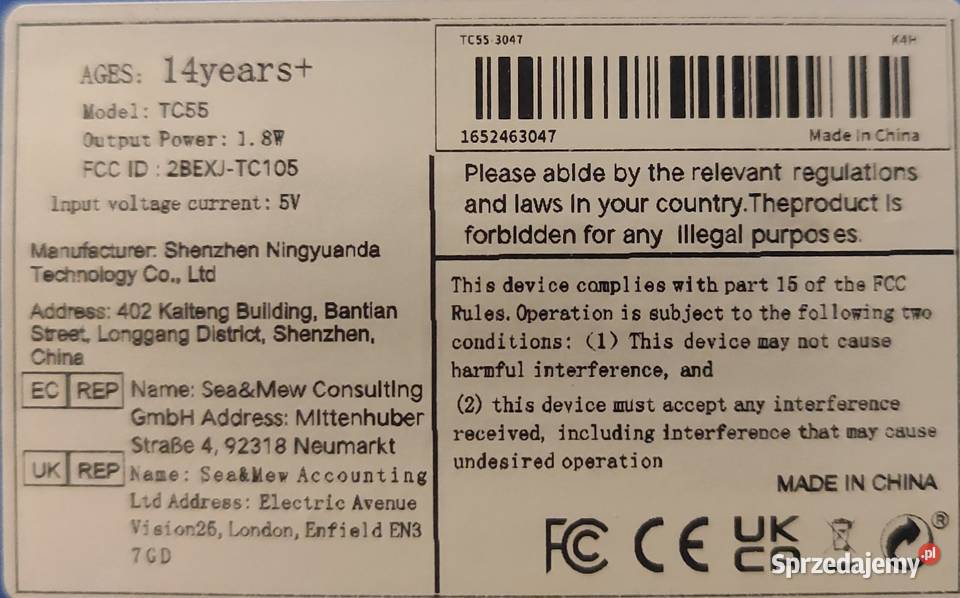 AGES: 14years+
Model: TC55
Output Power: 1.8W
FCC ID : 2BEXJ-TC105
Input voltage current: 5V
Manufacturer: Shenzhen Ningyuanda
Technology Co., Ltd
Address: 402 Kaiteng Building, Bantian
Street, Longgang District, Shenzhen,
China
EC REP Name: Sea&Mew Consulting
GmbH Address: Mittenhuber
Straße 4, 92318 Neumarkt
UK REP Name: Sea&Mew Accounting
Ltd Address: Electric Avenue
Vision25, London, Enfield EN3
7GD
TC55-3047 K4H
1652463047 Made In China
Please abide by the relevant regulations
and laws in your country.Theproduct is
forbidden for any illegal purposes.
This device complies with part 15 of the FCC
Rules. Operation is subject to the following two
conditions: (1) This device may not cause
harmful interference, and
(2) this device must accept any interference
received, including interference that may cause
undesired operation
MADE IN CHINA
FC CE UK CA ®
Sprzedajemy.pl